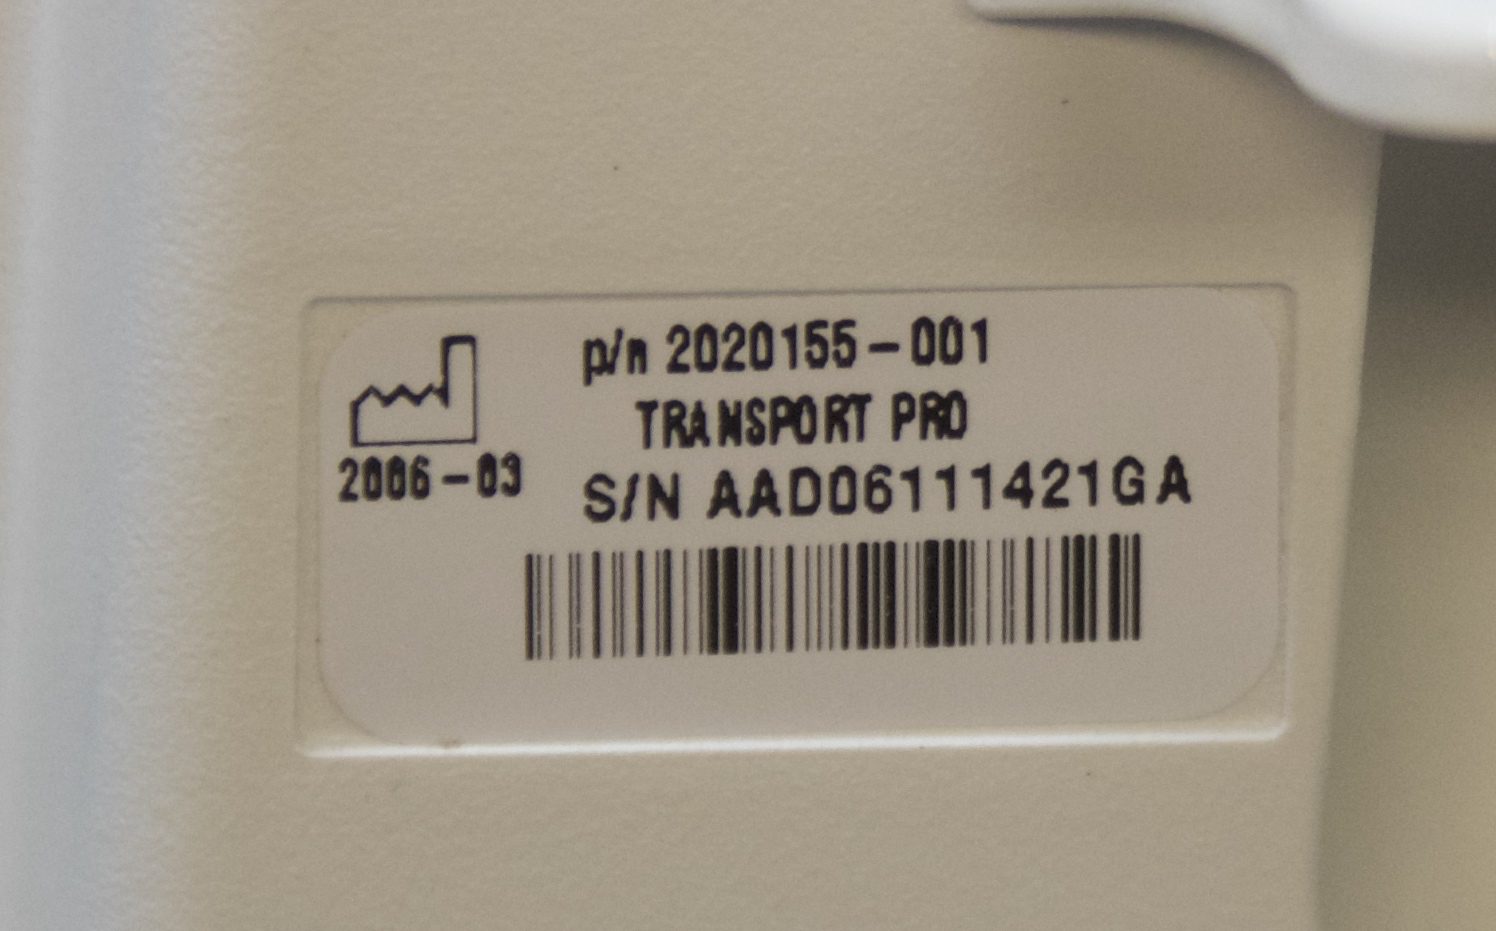 p/n 2020155-001
TRANSPORT PRO
2006-03
S/N AAD06111421GA